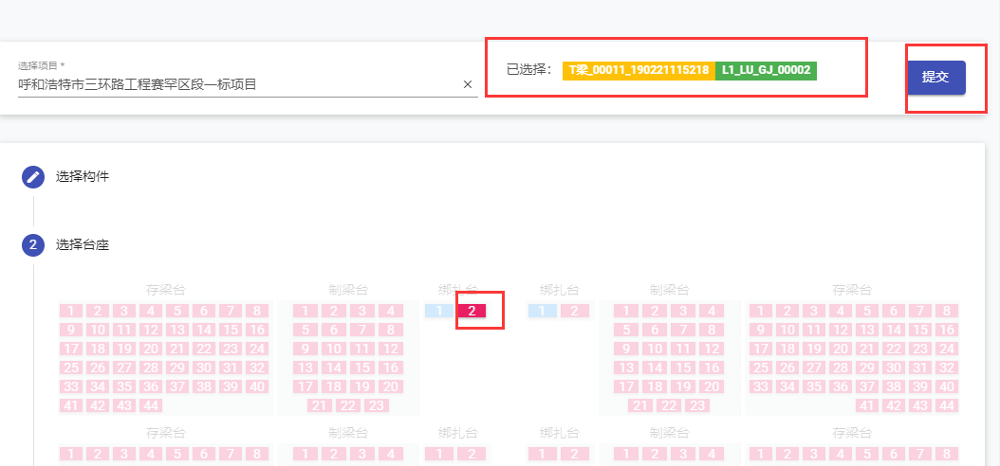 选择项目 *
呼和浩特市三环路工程赛罕区段一标项目 ×
已选择： T梁_00011_190221115218 L1_LU_GJ_00002
提交
选择构件
2 选择台座
存梁台 制梁台 绑扎台 绑扎台 制梁台 存梁台
1 2 3 4 5 6 7 8 1 2 3 4 1 2 1 2 1 2 3 4 1 2 3 4 5 6 7 8
9 10 11 12 13 14 15 16 5 6 7 8 5 6 7 8 9 10 11 12 13 14 15 16
17 18 19 20 21 22 23 24 9 10 11 12 9 10 11 12 17 18 19 20 21 22 23 24
25 26 27 28 29 30 31 32 13 14 15 16 13 14 15 16 25 26 27 28 29 30 31 32
33 34 35 36 37 38 39 40 17 18 19 20 17 18 19 20 33 34 35 36 37 38 39 40
41 42 43 44 21 22 23 21 22 23 41 42 43 44
存梁台 制梁台 绑扎台 绑扎台 制梁台 存梁台
1 2 3 4 5 6 7 8 1 2 3 4 1 2 1 2 1 2 3 4 1 2 3 4 5 6 7 8